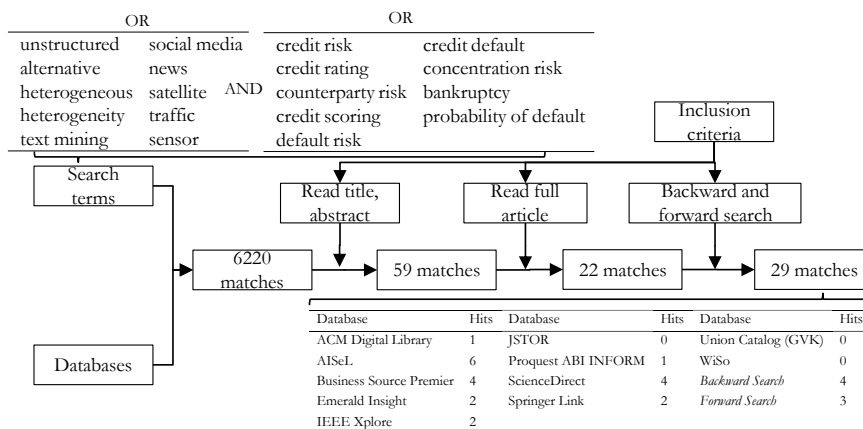 OR
OR
unstructured social media
alternative news
heterogeneous satellite
heterogeneity traffic
text mining sensor
AND
credit risk credit default
credit rating concentration risk
counterparty risk bankruptcy
credit scoring probability of default
default risk
Inclusion
criteria
Search
terms
Read title,
abstract
Read full
article
Backward and
forward search
6220
matches
59 matches
22 matches
29 matches
Databases
Database Hits Database Hits Database Hits
ACM Digital Library 1 JSTOR 0 Union Catalog (GVK) 0
AISeL 6 Proquest ABI INFORM 1 WiSo 0
Business Source Premier 4 ScienceDirect 4 Backward Search 4
Emerald Insight 2 Springer Link 2 Forward Search 3
IEEE Xplore 2